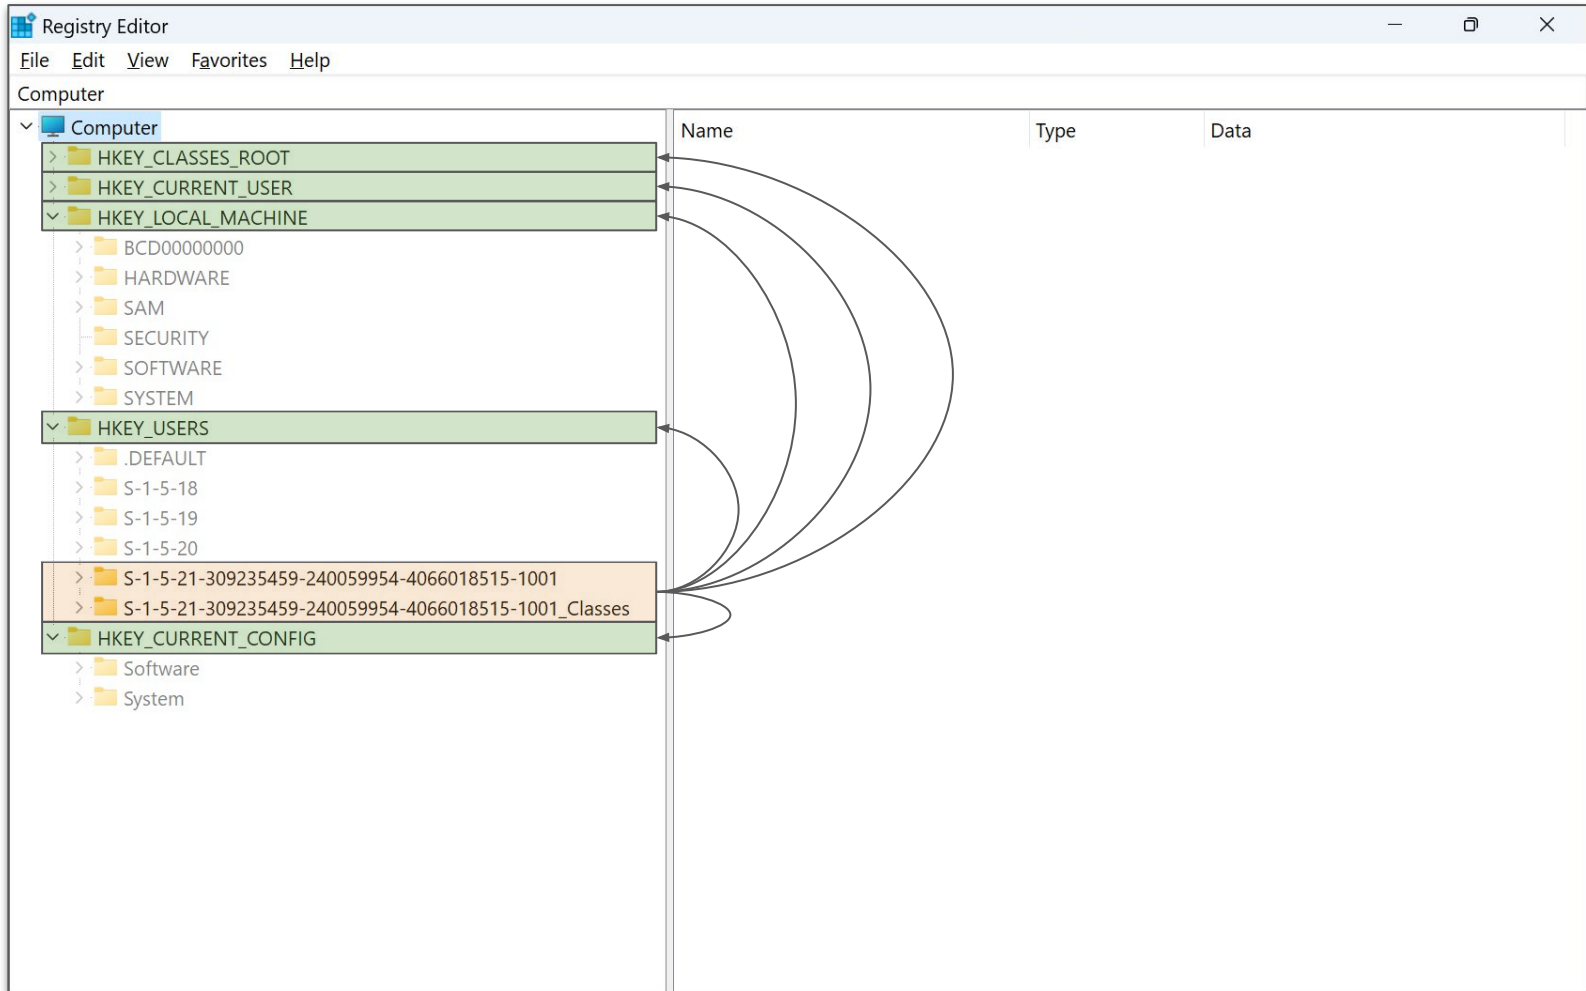 Registry Editor
File Edit View Favorites Help
Computer
Computer
Name Type Data
HKEY_CLASSES_ROOT
HKEY_CURRENT_USER
HKEY_LOCAL_MACHINE
BCD00000000
HARDWARE
SAM
SECURITY
SOFTWARE
SYSTEM
HKEY_USERS
.DEFAULT
S-1-5-18
S-1-5-19
S-1-5-20
S-1-5-21-309235459-240059954-4066018515-1001
S-1-5-21-309235459-240059954-4066018515-1001_Classes
HKEY_CURRENT_CONFIG
Software
System